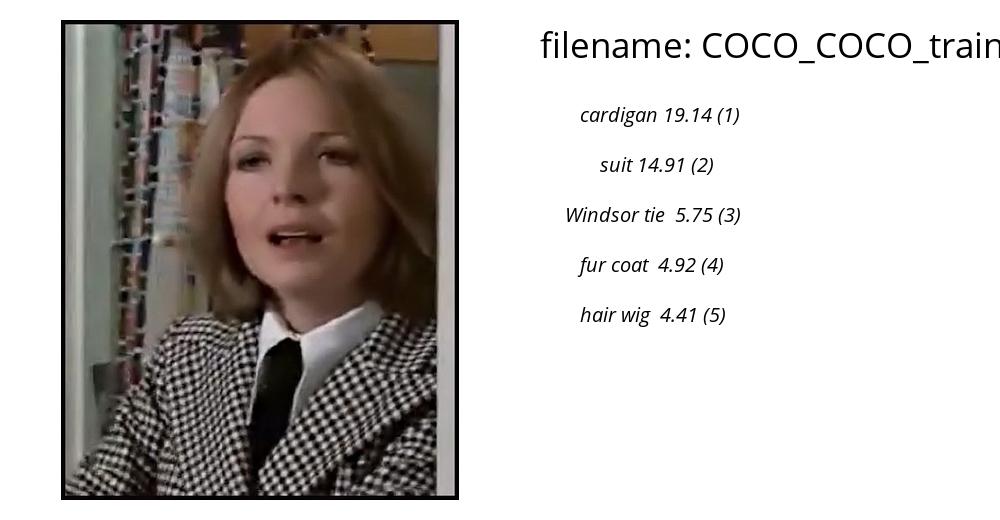 filename: COCO_COCO_train
cardigan 19.14 (1)
suit 14.91 (2)
Windsor tie 5.75 (3)
fur coat 4.92 (4)
hair wig 4.41 (5)